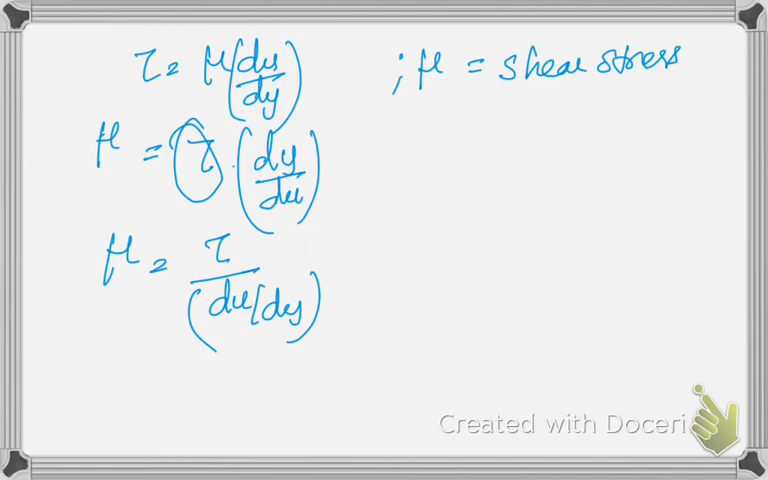 τ = μ(du/dy) ; μ = shear stress
μ = τ · (dy/du)
μ = τ/(du/dy)
Created with Doceri